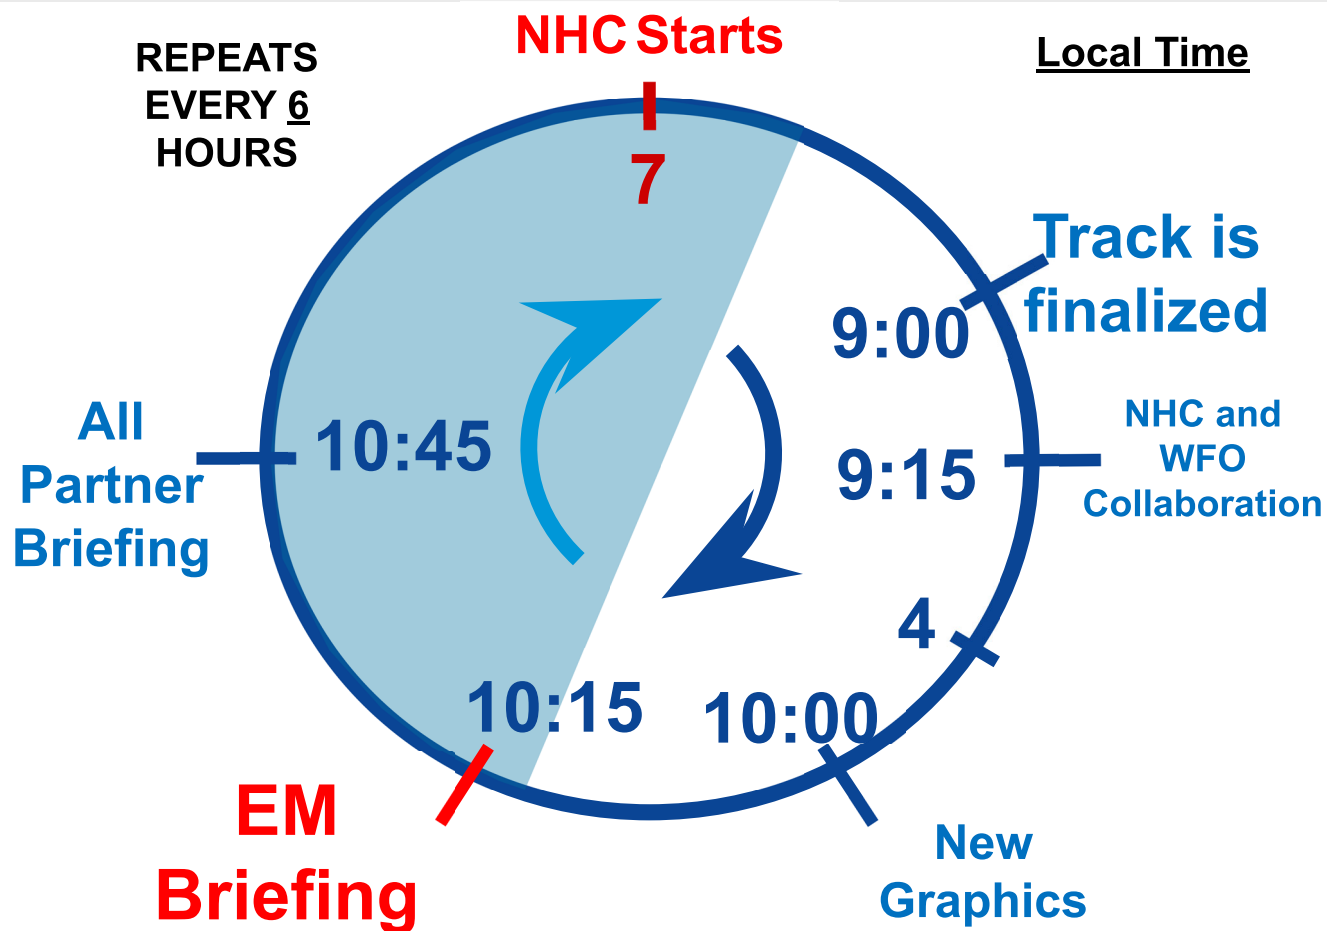 NHC Starts
REPEATS
EVERY 6
HOURS
Local Time
7
Track is
finalized
9:00
NHC and
WFO
Collaboration
9:15
4
10:00
New
Graphics
10:15
EM
Briefing
10:45
All
Partner
Briefing